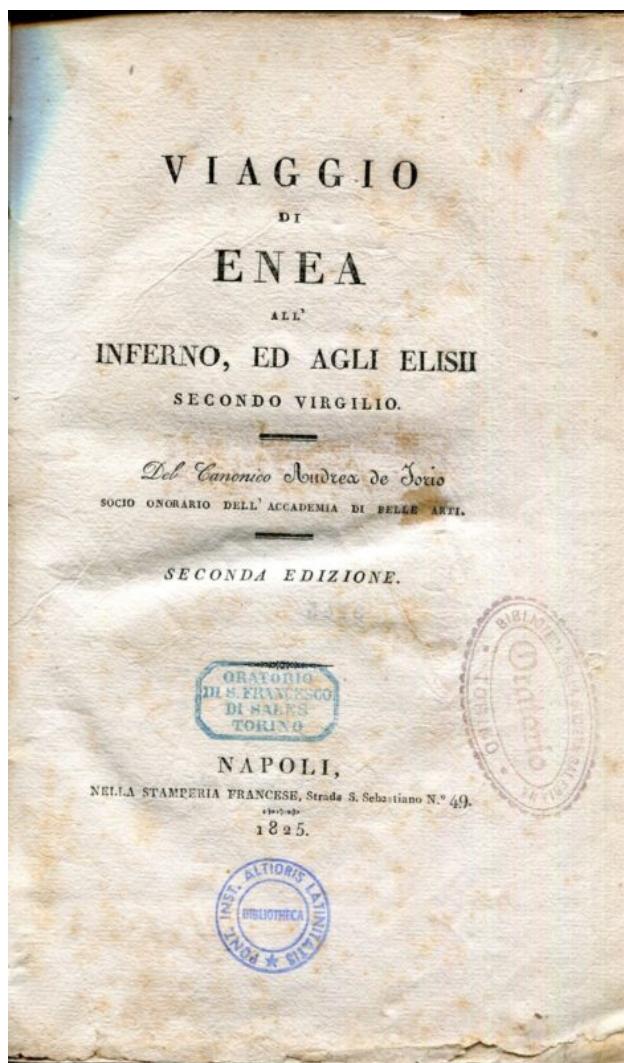 VIAGGIO
DI
ENEA
ALL'
INFERNO, ED AGLI ELISII
SECONDO VIRGILIO.
Del Canonico Andrea de Jorio
SOCIO ONORARIO DELL' ACCADEMIA DI BELLE ARTI.
SECONDA EDIZIONE.
ORATORIO
DI S. FRANCESCO
DI SALES
TORINO
BIBLIOTECA
Oratorio
TORINO
NAPOLI,
NELLA STAMPERIA FRANCESE, Strada S. Sebastiano N.º 49.
1825.
PONT. INST. ALTIORIS LATINITATIS
BIBLIOTHECA